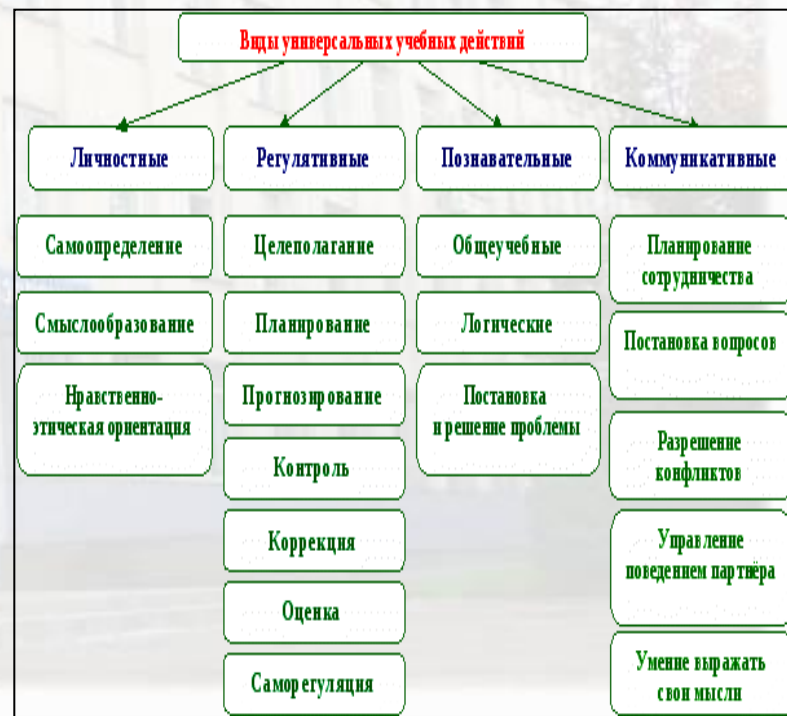 Виды универсальных учебных действий
Личностные
Регулятивные
Познавательные
Коммуникативные
Самоопределение
Смыслообразование
Нравственно-
этическая ориентация
Целеполагание
Планирование
Прогнозирование
Контроль
Коррекция
Оценка
Саморегуляция
Общеучебные
Логические
Постановка
и решение проблемы
Планирование
сотрудничества
Постановка вопросов
Разрешение
конфликтов
Управление
поведением партнёра
Умение выражать
свои мысли